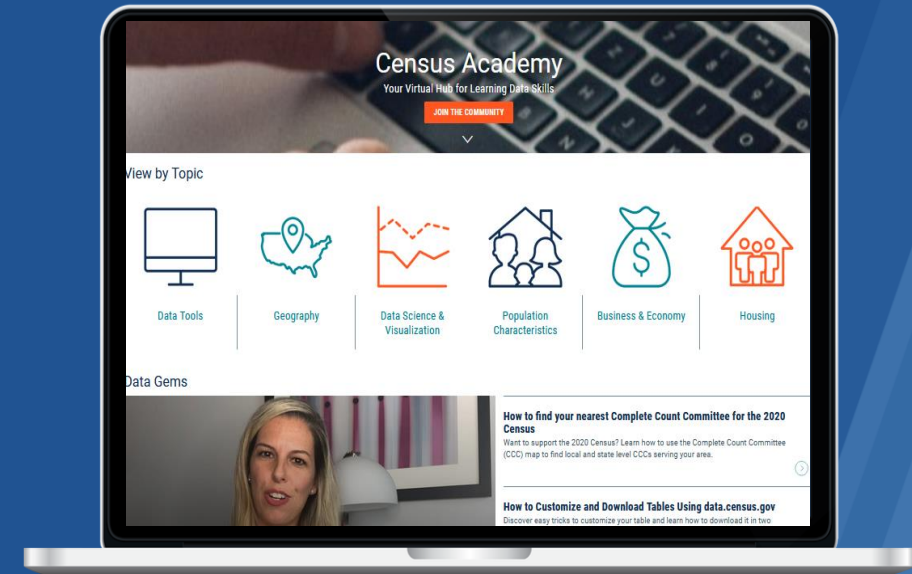 Census Academy
Your Virtual Hub for Learning Data Skills
JOIN THE COMMUNITY
View by Topic
Data Tools
Geography
Data Science &
Visualization
Population
Characteristics
Business & Economy
Housing
Data Gems
How to find your nearest Complete Count Committee for the 2020
Census
Want to support the 2020 Census? Learn how to use the Complete Count Committee
(CCC) map to find local and state level CCCs serving your area.
How to Customize and Download Tables Using data.census.gov
Discover easy tricks to customize your table and learn how to download it in two